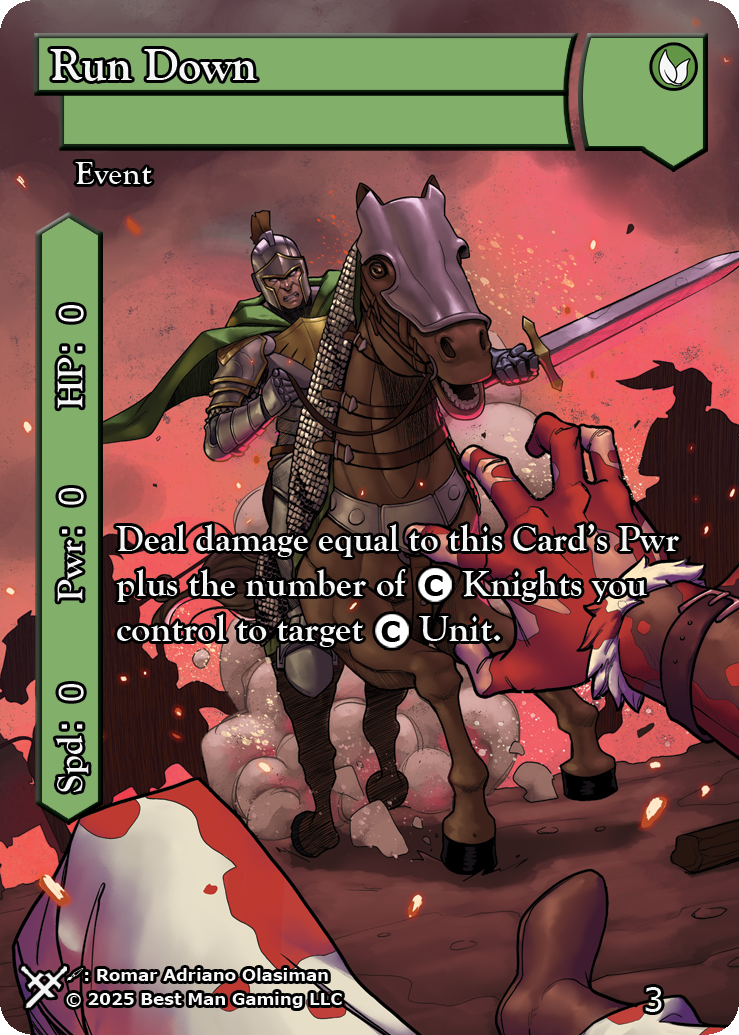 Run Down
Event
HP: 0
Pwr: 0
Spd: 0
Deal damage equal to this Card's Pwr
plus the number of C Knights you
control to target C Unit.
: Romar Adriano Olasiman
© 2025 Best Man Gaming LLC
3